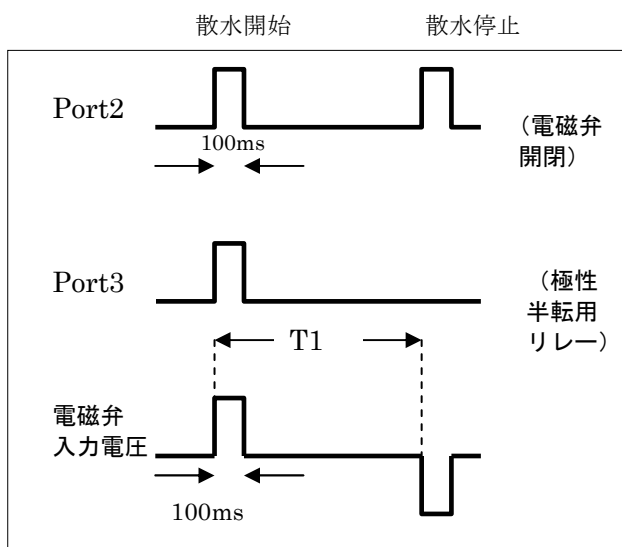 散水開始
散水停止
Port2
100ms
（電磁弁
開閉）
Port3
（極性
半転用
リレー）
T1
電磁弁
入力電圧
100ms